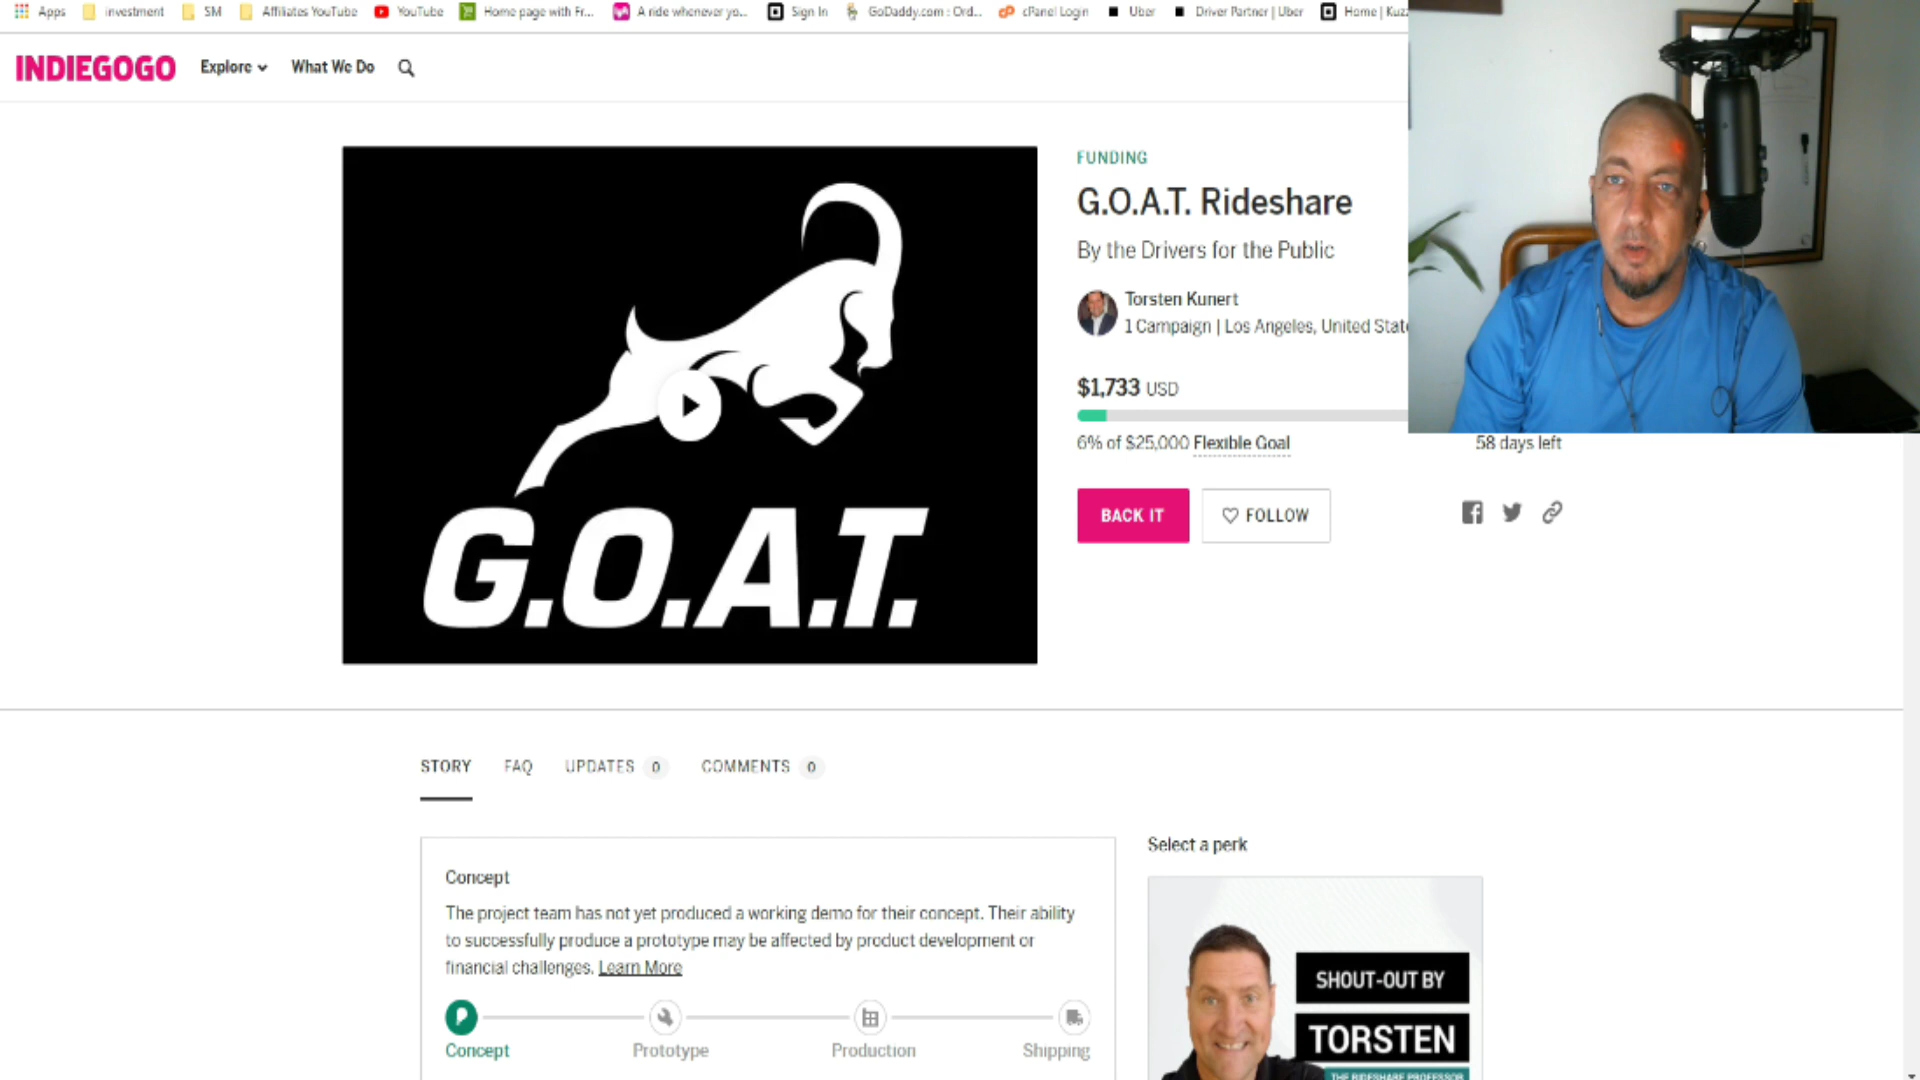 Apps investment SM Affiliates YouTube YouTube Home page with Fr... A ride whenever yo... Sign In GoDaddy.com : Ord... cPanel Login Uber Driver Partner | Uber Home | Kuzz
INDIEGOGO Explore What We Do
FUNDING
G.O.A.T. Rideshare
By the Drivers for the Public
Torsten Kunert
1 Campaign | Los Angeles, United State
$1,733 USD
6% of $25,000 Flexible Goal 58 days left
BACK IT FOLLOW
G.O.A.T.
STORY FAQ UPDATES 0 COMMENTS 0
Concept
The project team has not yet produced a working demo for their concept. Their ability
to successfully produce a prototype may be affected by product development or
financial challenges. Learn More
Concept Prototype Production Shipping
Select a perk
SHOUT-OUT BY
TORSTEN
THE RIDESHARE PROFESSOR